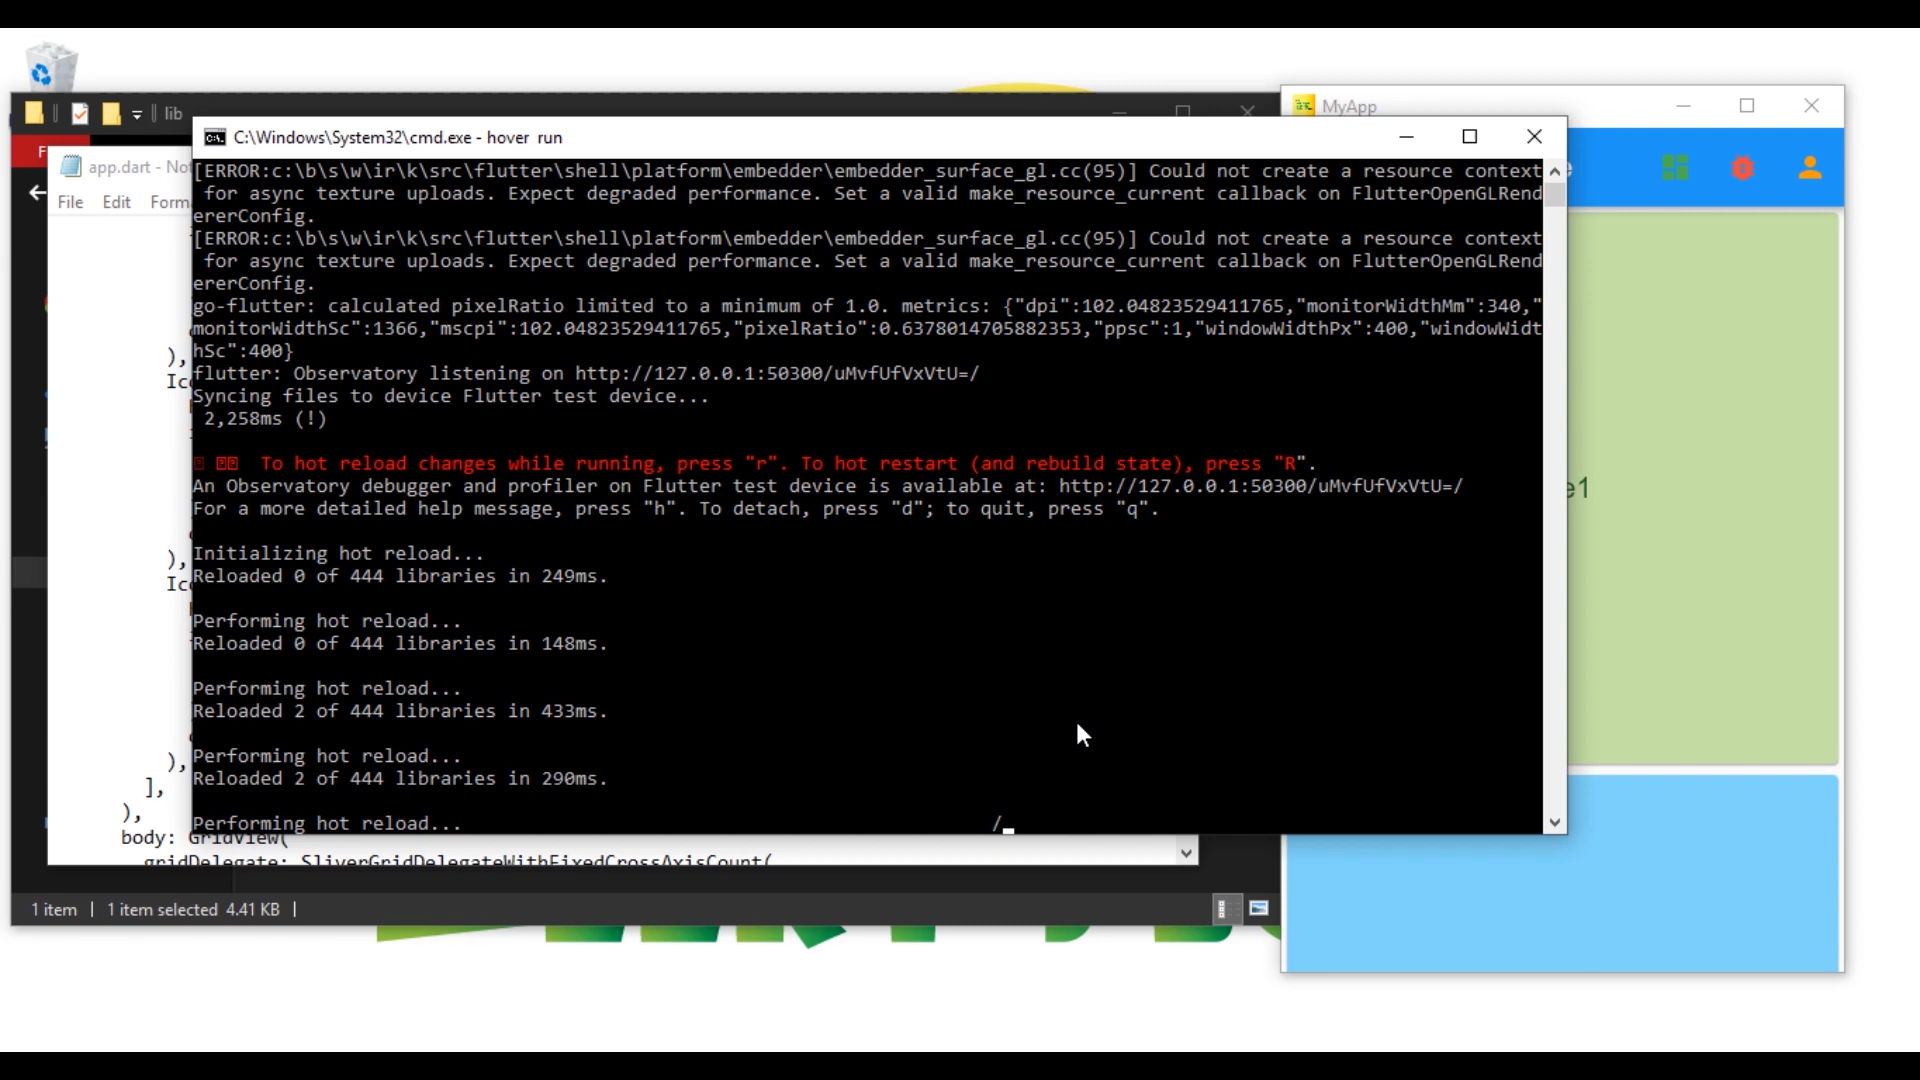 lib
MyApp
C:\Windows\System32\cmd.exe - hover run
app.dart - Not
File Edit Forma
[ERROR:c:\b\s\w\ir\k\src\flutter\shell\platform\embedder\embedder_surface_gl.cc(95)] Could not create a resource context
for async texture uploads. Expect degraded performance. Set a valid make_resource_current callback on FlutterOpenGLRend
ererConfig.
[ERROR:c:\b\s\w\ir\k\src\flutter\shell\platform\embedder\embedder_surface_gl.cc(95)] Could not create a resource context
for async texture uploads. Expect degraded performance. Set a valid make_resource_current callback on FlutterOpenGLRend
ererConfig.
go-flutter: calculated pixelRatio limited to a minimum of 1.0. metrics: {"dpi":102.04823529411765,"monitorWidthMm":340,"
monitorWidthSc":1366,"mscpi":102.04823529411765,"pixelRatio":0.6378014705882353,"ppsc":1,"windowWidthPx":400,"windowWidt
hSc":400}
flutter: Observatory listening on http://127.0.0.1:50300/uMvfUfVxVtU=/
Syncing files to device Flutter test device...
2,258ms (!)
To hot reload changes while running, press "r". To hot restart (and rebuild state), press "R".
An Observatory debugger and profiler on Flutter test device is available at: http://127.0.0.1:50300/uMvfUfVxVtU=/
For a more detailed help message, press "h". To detach, press "d"; to quit, press "q".
Initializing hot reload...
Reloaded 0 of 444 libraries in 249ms.
Performing hot reload...
Reloaded 0 of 444 libraries in 148ms.
Performing hot reload...
Reloaded 2 of 444 libraries in 433ms.
Performing hot reload...
Reloaded 2 of 444 libraries in 290ms.
Performing hot reload... /
),
Ico
),
Ico
),
],
),
body: GridView(
gridDelegate: SliverGridDelegateWithFixedCrossAxisCount(
e1
1 item | 1 item selected 4.41 KB |